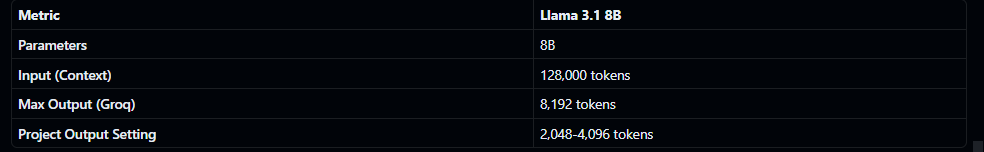 Metric Llama 3.1 8B
Parameters 8B
Input (Context) 128,000 tokens
Max Output (Groq) 8,192 tokens
Project Output Setting 2,048-4,096 tokens